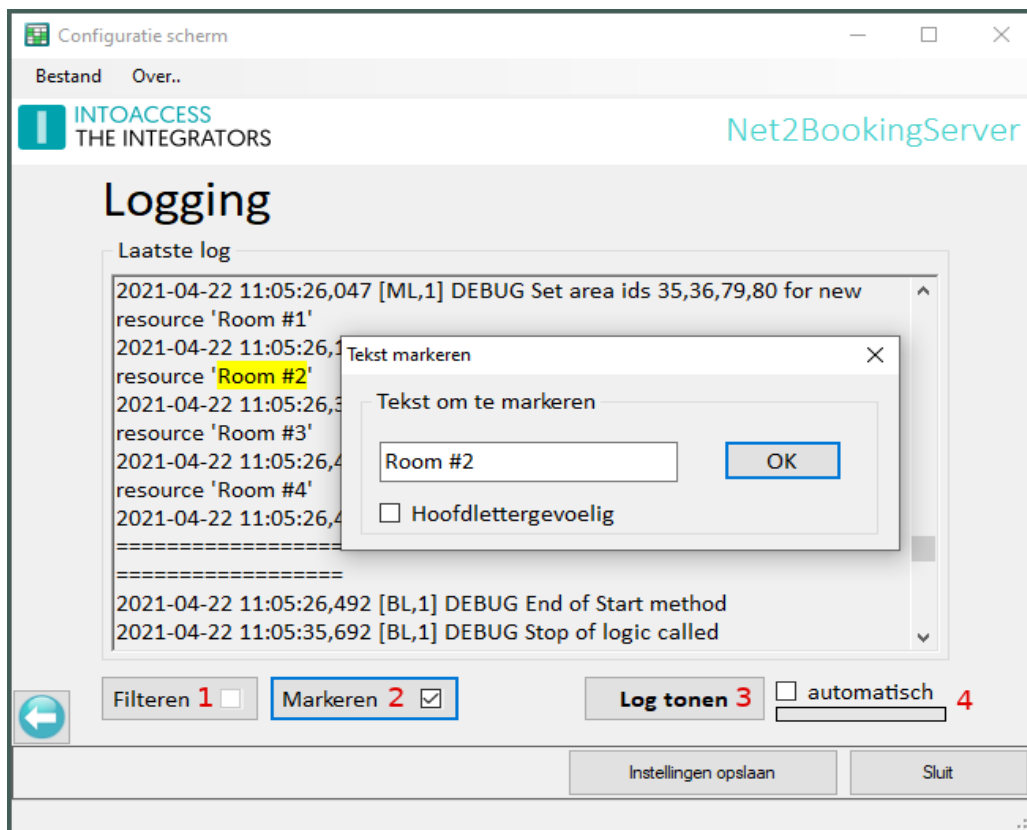 Configuratie scherm
Bestand Over..
INTOACCESS
THE INTEGRATORS
Net2BookingServer
Logging
Laatste log
2021-04-22 11:05:26,047 [ML,1] DEBUG Set area ids 35,36,79,80 for new
resource 'Room #1'
2021-04-22 11:05:26,1
resource 'Room #2'
2021-04-22 11:05:26,3
resource 'Room #3'
2021-04-22 11:05:26,4
resource 'Room #4'
2021-04-22 11:05:26,4
===================
==================
2021-04-22 11:05:26,492 [BL,1] DEBUG End of Start method
2021-04-22 11:05:35,692 [BL,1] DEBUG Stop of logic called
Tekst markeren
Tekst om te markeren
Room #2 OK
Hoofdlettergevoelig
Filteren 1 Markeren 2 Log tonen 3 automatisch 4
Instellingen opslaan Sluit